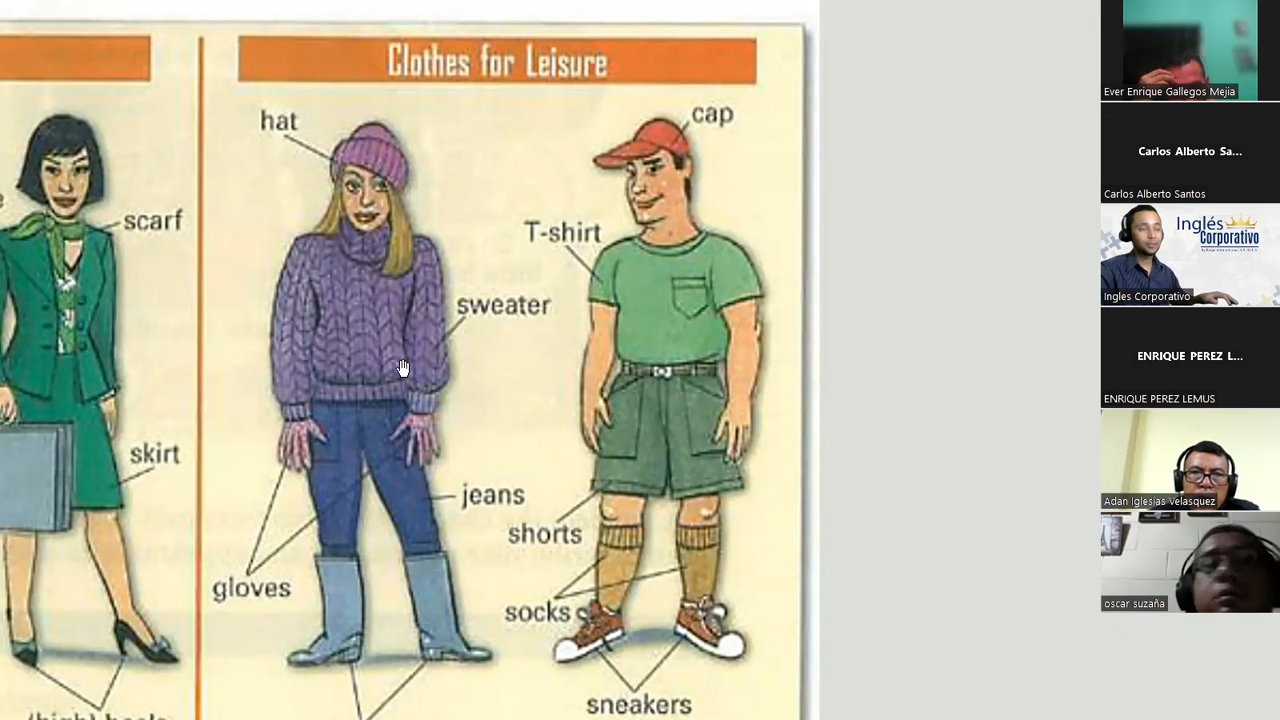 Clothes for Leisure
hat
cap
scarf
T-shirt
sweater
skirt
jeans
shorts
gloves
socks
sneakers
Ever Enrique Gallegos Mejia
Carlos Alberto Sa...
Carlos Alberto Santos
Inglés
Corporativo
Ingles Corporativo
ENRIQUE PEREZ L...
ENRIQUE PEREZ LEMUS
Adan Iglesias Velasquez
oscar suzaña